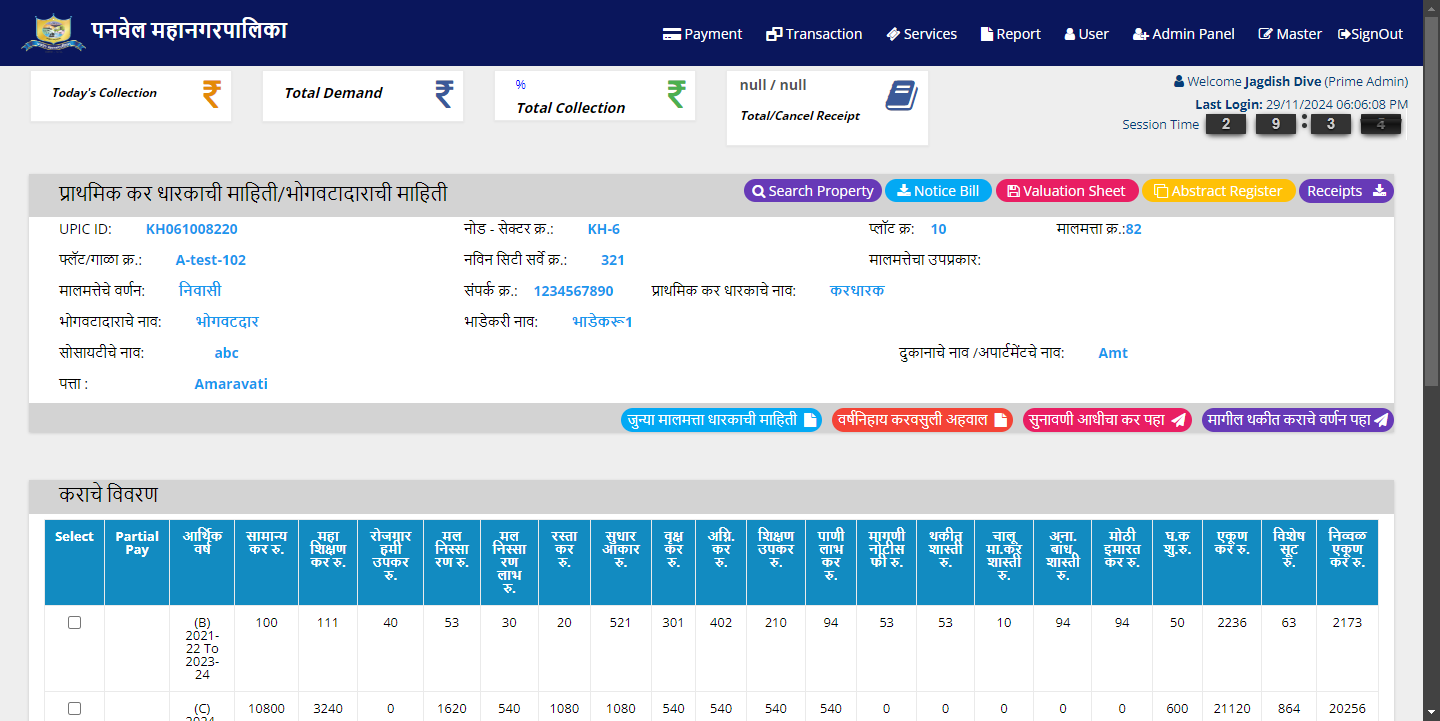 पनवेल महानगरपालिका
Payment Transaction Services Report User Admin Panel Master SignOut
Today's Collection
Total Demand
%
Total Collection
null / null
Total/Cancel Receipt
Welcome Jagdish Dive (Prime Admin)
Last Login: 29/11/2024 06:06:08 PM
Session Time 2 9 : 3 4
प्राथमिक कर धारकाची माहिती/भोगवटादाराची माहिती
Search Property Notice Bill Valuation Sheet Abstract Register Receipts
UPIC ID: KH061008220 नोड - सेक्टर क्र.: KH-6 प्लॉट क्र: 10 मालमत्ता क्र.:82
फ्लॅट/गाळा क्र.: A-test-102 नविन सिटी सर्वे क्र.: 321 मालमत्तेचा उपप्रकार:
मालमत्तेचे वर्णन: निवासी संपर्क क्र.: 1234567890 प्राथमिक कर धारकाचे नाव: करधारक
भोगवटादाराचे नाव: भोगवटदार भाडेकरी नाव: भाडेकरू1
सोसायटीचे नाव: abc दुकानाचे नाव /अपार्टमेंटचे नाव: Amt
पत्ता : Amaravati
जुन्या मालमत्ता धारकाची माहिती वर्षनिहाय करवसुली अहवाल सुनावणी आधीचा कर पहा मागील थकीत कराचे वर्णन पहा
कराचे विवरण
Select Partial Pay आर्थिक वर्ष सामान्य कर रु. महा शिक्षण कर रु. रोजगार हमी उपकर रु. मल निस्सा रण रु. मल निस्सा रण लाभ रु. रस्ता कर रु. सुधार आकार रु. वृक्ष कर रु. अग्नि. कर रु. शिक्षण उपकर रु. पाणी लाभ कर रु. मागणी नोटीस फी रु. थकीत शास्ती रु. चालू मा.कर शास्ती रु. अना. बांध. शास्ती रु. मोठी इमारत कर रु. घ.क शु.रु. एकूण कर रु. विशेष सूट रु. निव्वळ एकूण कर रु.
(B) 2021-22 To 2023-24 100 111 40 53 30 20 521 301 402 210 94 53 53 10 94 94 50 2236 63 2173
(C) 2024- 10800 3240 0 1620 540 1080 1080 540 540 540 540 0 0 0 0 0 600 21120 864 20256